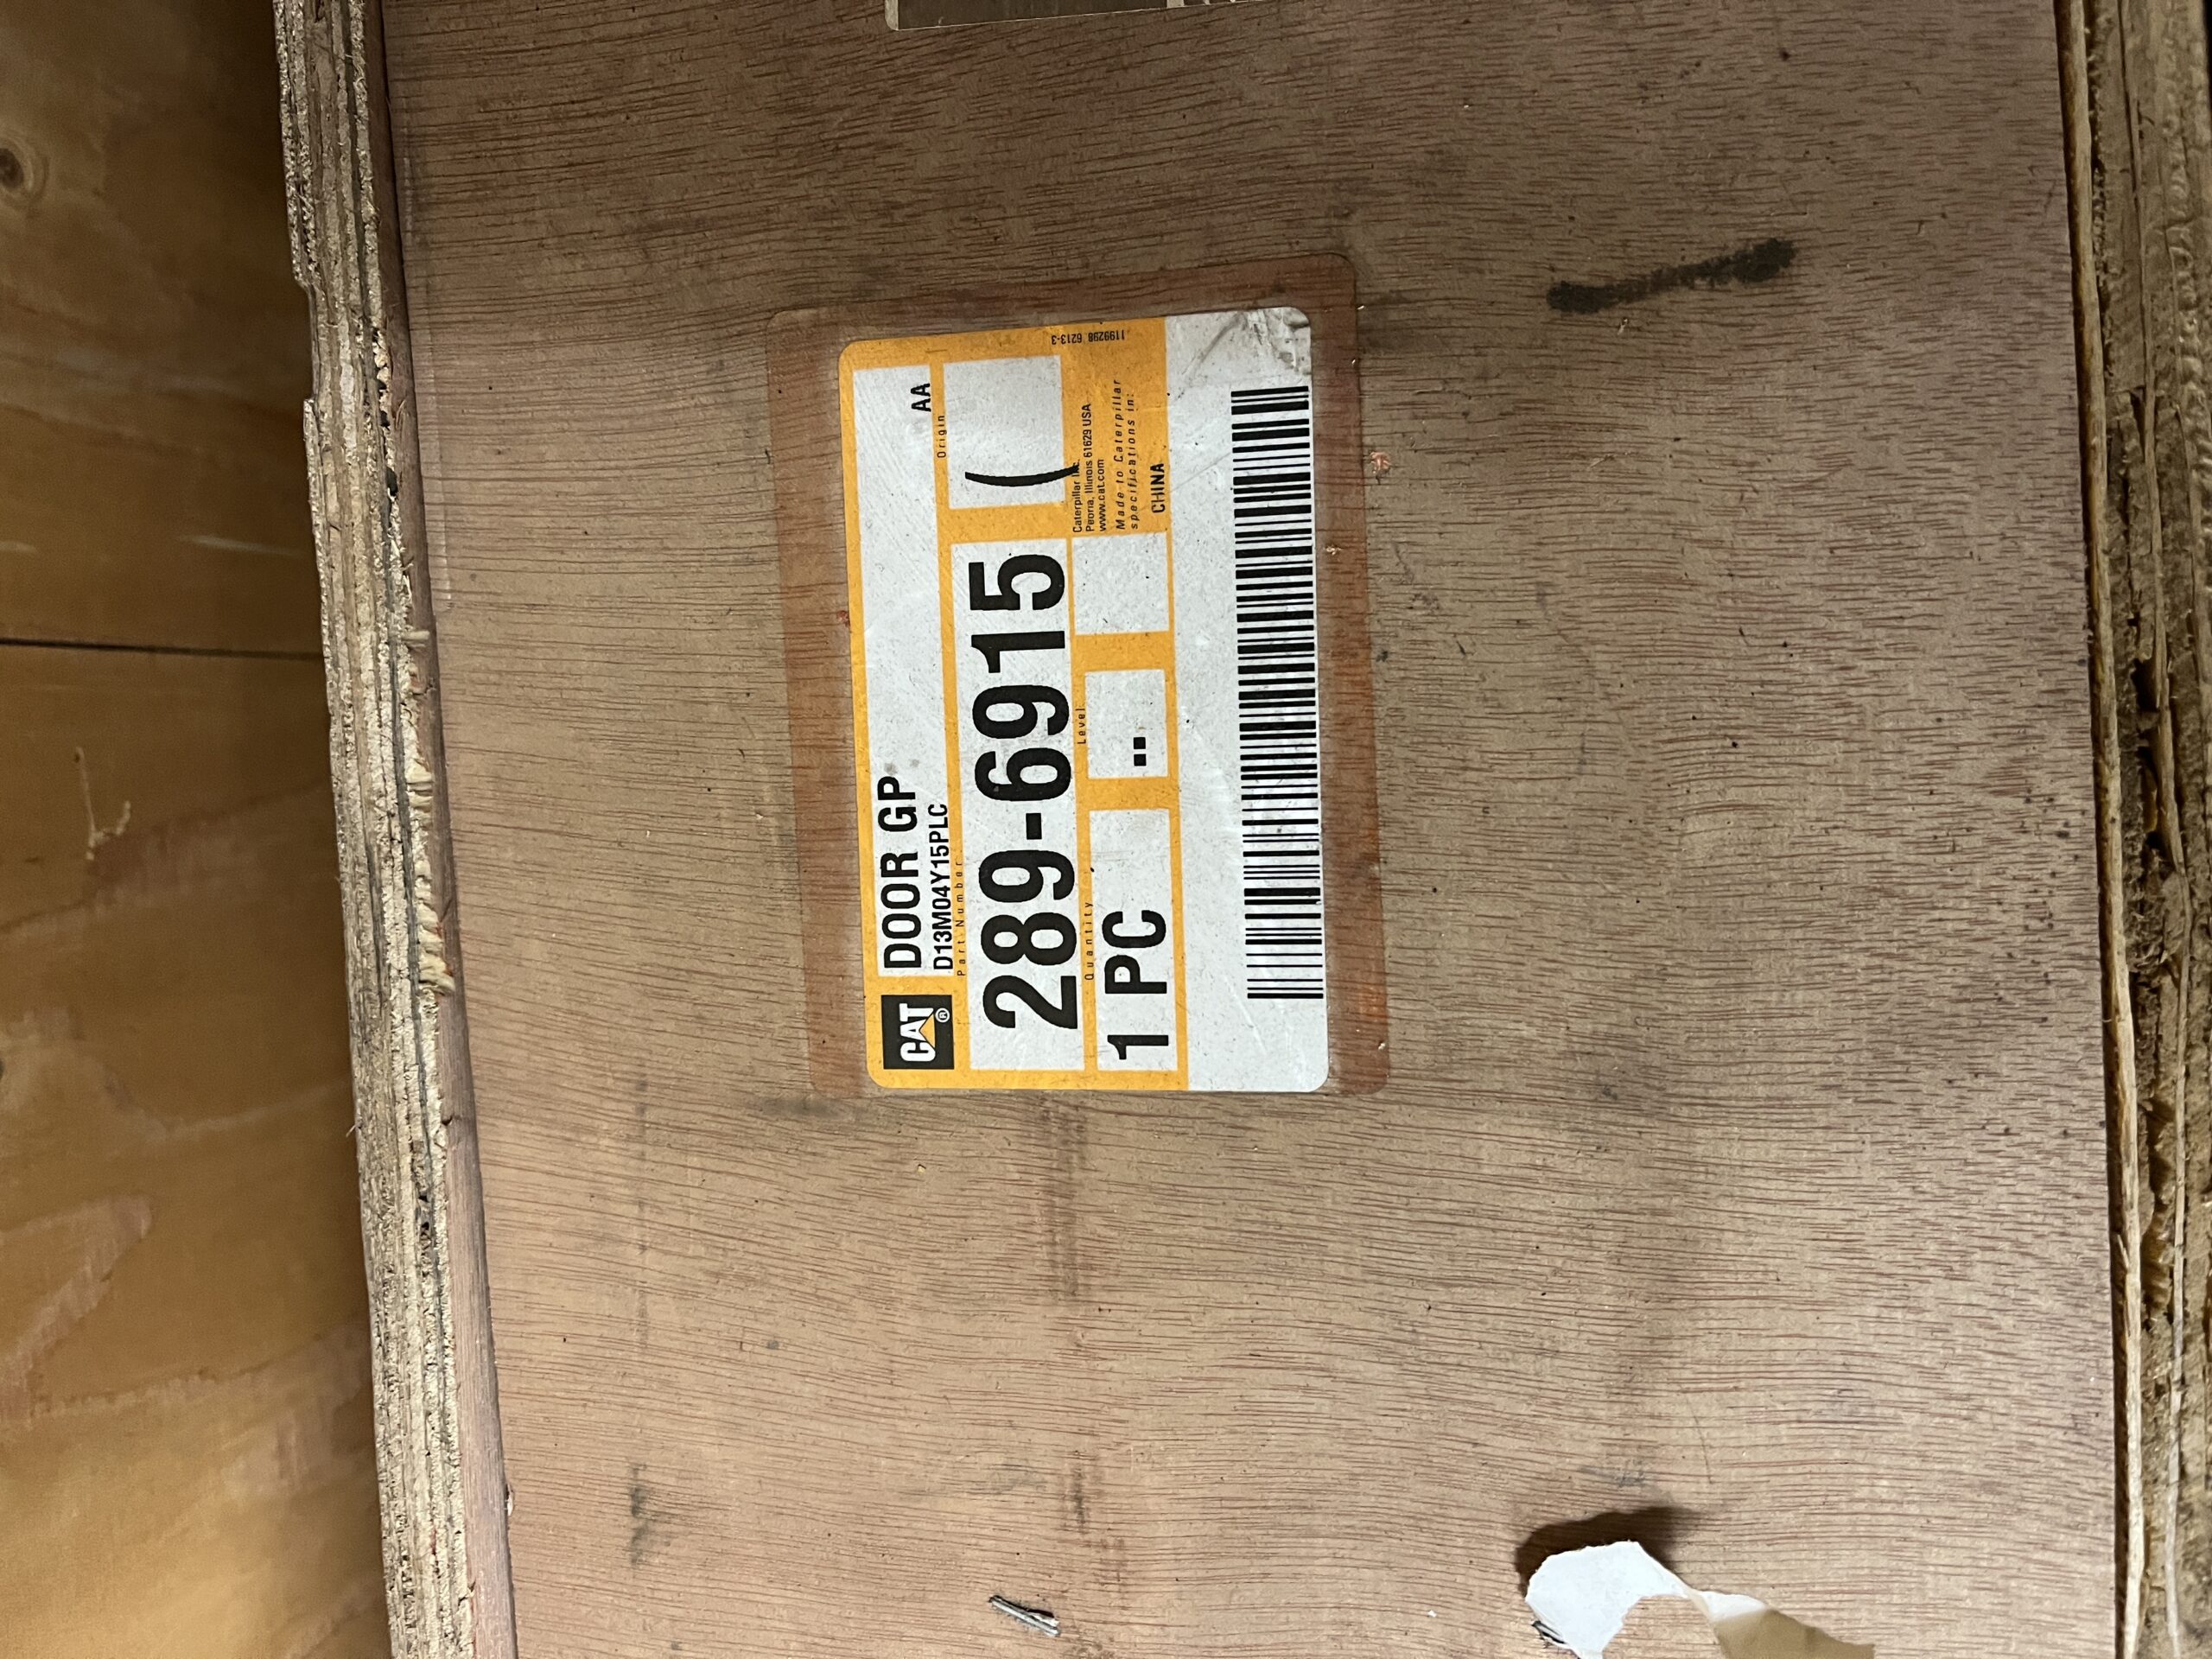 CAT®
DOOR GP
D13M04Y15PLC
AA
Part Number
Origin
289-6915
(
Quantity
Level
1 PC
--
Caterpillar Inc.
Peoria, Illinois 61629 USA
www.cat.com
Made to Caterpillar
specifications in:
CHINA
1199298 6213-3